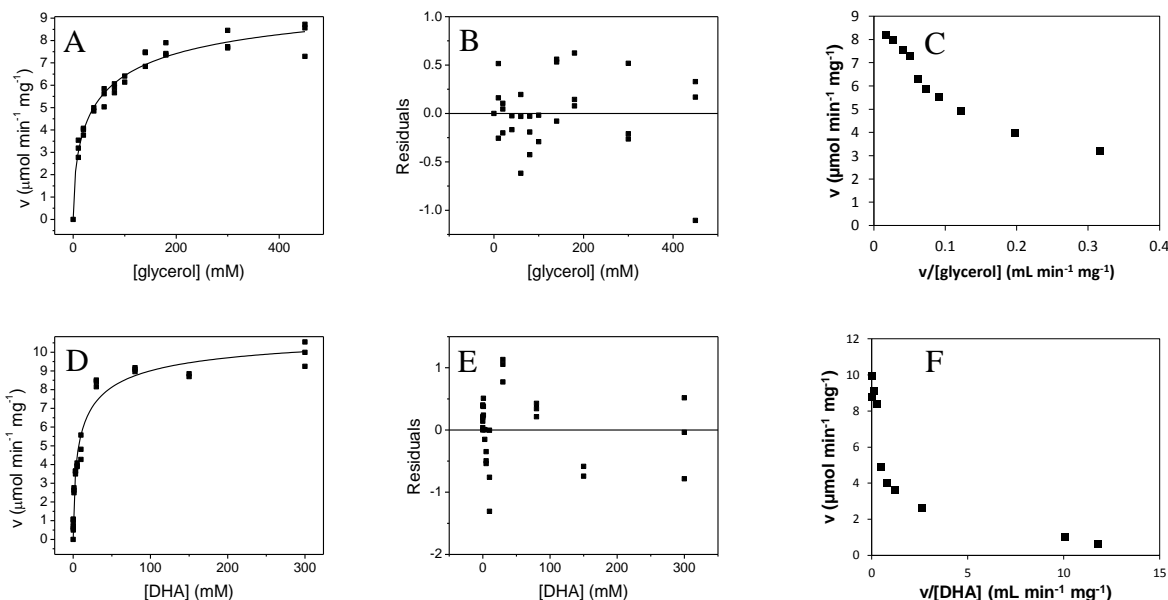 A
9
8
7
6
5
4
3
2
1
0
v (μmol min⁻¹ mg⁻¹)
0 200 400
[glycerol] (mM)
B
1.0
0.5
0.0
-0.5
-1.0
Residuals
0 200 400
[glycerol] (mM)
C
9
8
7
6
5
4
3
2
1
0
v (μmol min⁻¹ mg⁻¹)
0 0.1 0.2 0.3 0.4
v/[glycerol] (mL min⁻¹ mg⁻¹)
D
10
9
8
7
6
5
4
3
2
1
0
v (μmol min⁻¹ mg⁻¹)
0 100 200 300
[DHA] (mM)
E
1
0
-1
-2
Residuals
0 100 200 300
[DHA] (mM)
F
12
10
8
6
4
2
0
v (μmol min⁻¹ mg⁻¹)
0 5 10 15
v/[DHA] (mL min⁻¹ mg⁻¹)